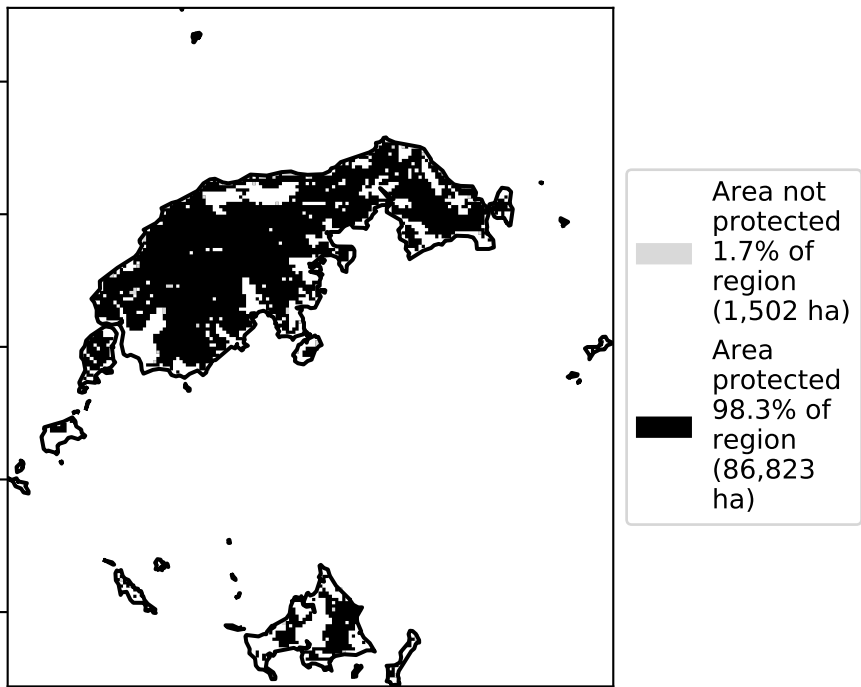 Area not
protected
1.7% of
region
(1,502 ha)
Area
protected
98.3% of
region
(86,823
ha)